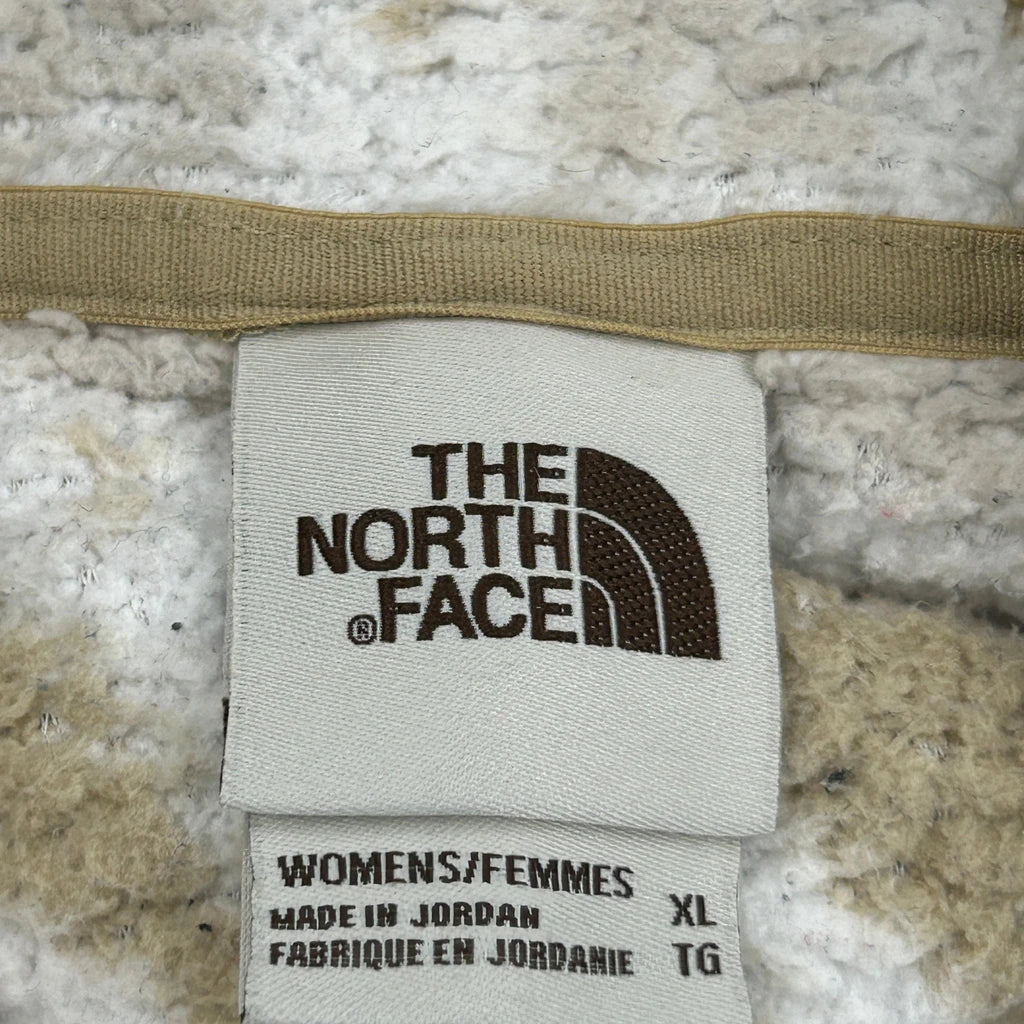 THE
NORTH
®FACE
WOMENS/FEMMES
MADE IN JORDAN XL
FABRIQUE EN JORDANIE TG